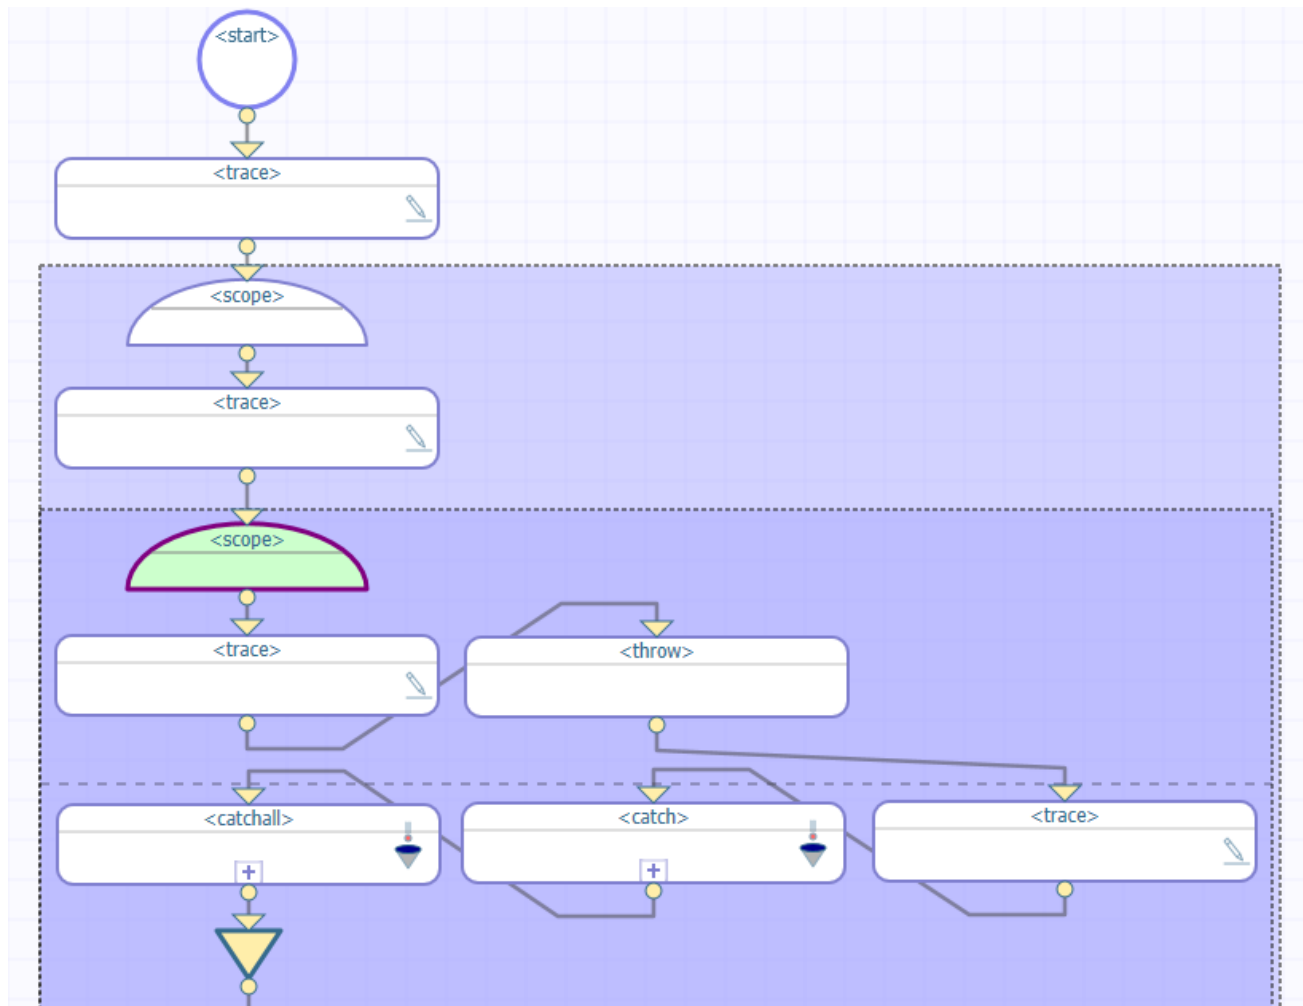 <start>
<trace>
<scope>
<trace>
<scope>
<trace>
<throw>
<catchall>
<catch>
<trace>